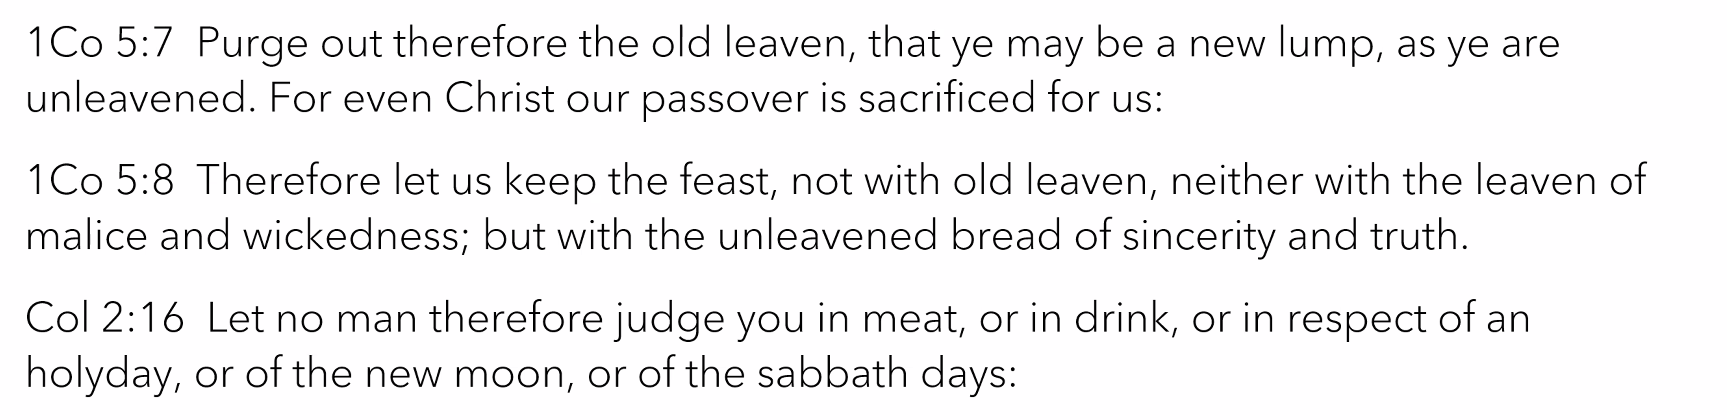 1Co 5:7  Purge out therefore the old leaven, that ye may be a new lump, as ye are
unleavened. For even Christ our passover is sacrificed for us:
1Co 5:8  Therefore let us keep the feast, not with old leaven, neither with the leaven of
malice and wickedness; but with the unleavened bread of sincerity and truth.
Col 2:16  Let no man therefore judge you in meat, or in drink, or in respect of an
holyday, or of the new moon, or of the sabbath days: